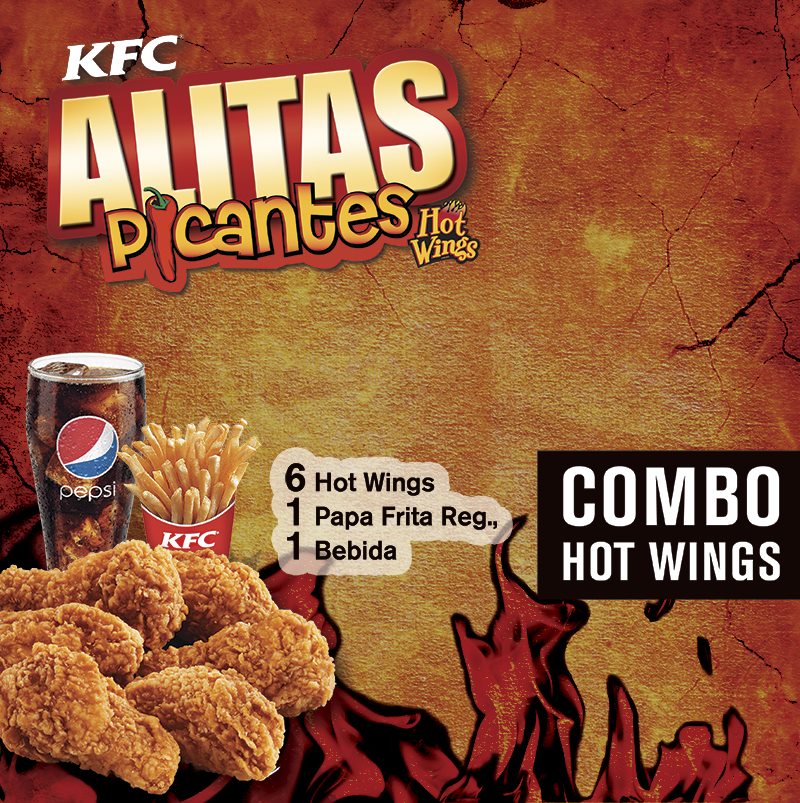 KFC
ALITAS
Picantes
Hot
Wings
pepsi
KFC
6 Hot Wings
1 Papa Frita Reg.,
1 Bebida
COMBO
HOT WINGS